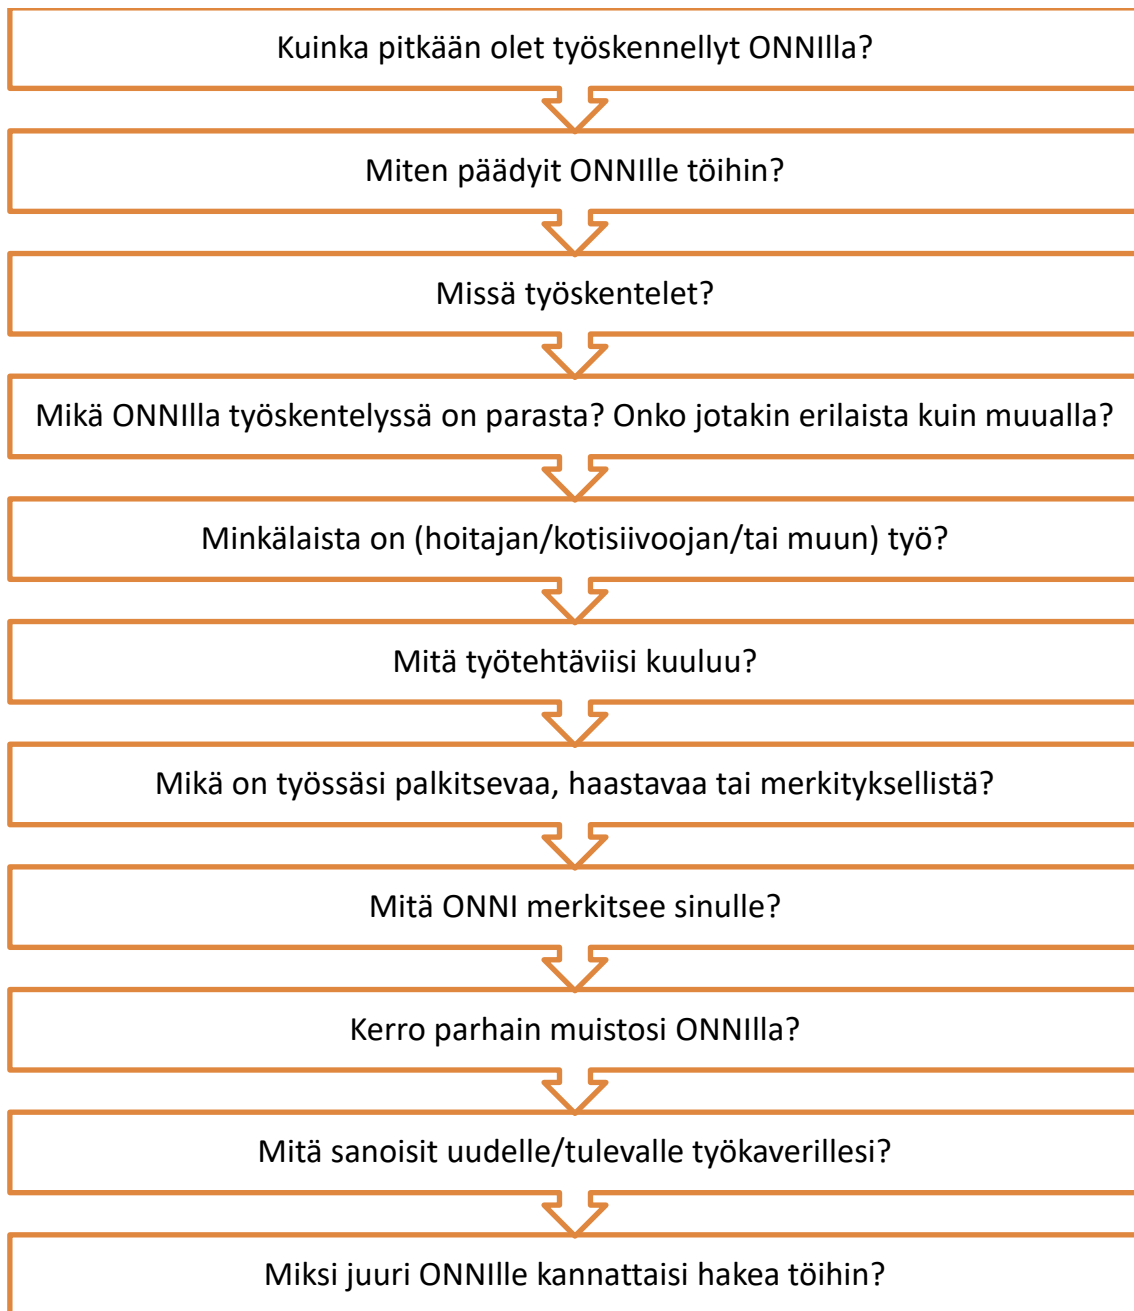 Kuinka pitkään olet työskennellyt ONNIlla?
Miten päädyit ONNIlle töihin?
Missä työskentelet?
Mikä ONNIlla työskentelyssä on parasta? Onko jotakin erilaista kuin muualla?
Minkälaista on (hoitajan/kotisiivoojan/tai muun) työ?
Mitä työtehtäviisi kuuluu?
Mikä on työssäsi palkitsevaa, haastavaa tai merkityksellistä?
Mitä ONNI merkitsee sinulle?
Kerro parhain muistosi ONNIlla?
Mitä sanoisit uudelle/tulevalle työkaverillesi?
Miksi juuri ONNIlle kannattaisi hakea töihin?